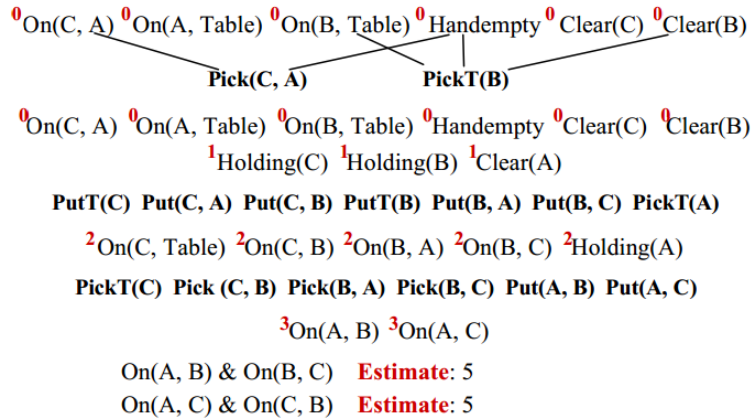 0On(C, A) 0On(A, Table) 0On(B, Table) 0Handempty 0Clear(C) 0Clear(B)
Pick(C, A) PickT(B)
0On(C, A) 0On(A, Table) 0On(B, Table) 0Handempty 0Clear(C) 0Clear(B)
1Holding(C) 1Holding(B) 1Clear(A)
PutT(C) Put(C, A) Put(C, B) PutT(B) Put(B, A) Put(B, C) PickT(A)
2On(C, Table) 2On(C, B) 2On(B, A) 2On(B, C) 2Holding(A)
PickT(C) Pick (C, B) Pick(B, A) Pick(B, C) Put(A, B) Put(A, C)
3On(A, B) 3On(A, C)
On(A, B) & On(B, C) Estimate: 5
On(A, C) & On(C, B) Estimate: 5